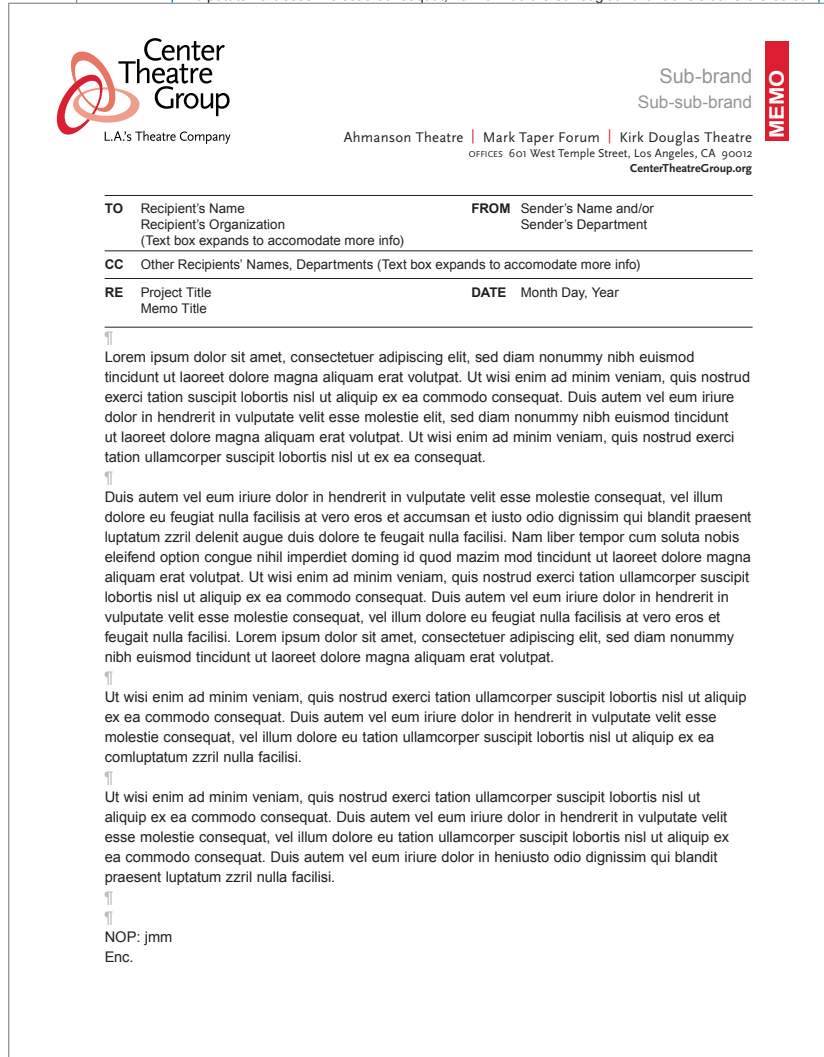 Center
Theatre
Group
L.A.'s Theatre Company
Sub-brand
Sub-sub-brand
MEMO
Ahmanson Theatre | Mark Taper Forum | Kirk Douglas Theatre
OFFICES 601 West Temple Street, Los Angeles, CA 90012
CenterTheatreGroup.org
TO Recipient's Name FROM Sender's Name and/or
Recipient's Organization Sender's Department
(Text box expands to accomodate more info)
CC Other Recipients' Names, Departments (Text box expands to accomodate more info)
RE Project Title DATE Month Day, Year
Memo Title
¶
Lorem ipsum dolor sit amet, consectetuer adipiscing elit, sed diam nonummy nibh euismod
tincidunt ut laoreet dolore magna aliquam erat volutpat. Ut wisi enim ad minim veniam, quis nostrud
exerci tation suscipit lobortis nisl ut aliquip ex ea commodo consequat. Duis autem vel eum iriure
dolor in hendrerit in vulputate velit esse molestie elit, sed diam nonummy nibh euismod tincidunt
ut laoreet dolore magna aliquam erat volutpat. Ut wisi enim ad minim veniam, quis nostrud exerci
tation ullamcorper suscipit lobortis nisl ut ex ea consequat.
¶
Duis autem vel eum iriure dolor in hendrerit in vulputate velit esse molestie consequat, vel illum
dolore eu feugiat nulla facilisis at vero eros et accumsan et iusto odio dignissim qui blandit praesent
luptatum zzril delenit augue duis dolore te feugait nulla facilisi. Nam liber tempor cum soluta nobis
eleifend option congue nihil imperdiet doming id quod mazim mod tincidunt ut laoreet dolore magna
aliquam erat volutpat. Ut wisi enim ad minim veniam, quis nostrud exerci tation ullamcorper suscipit
lobortis nisl ut aliquip ex ea commodo consequat. Duis autem vel eum iriure dolor in hendrerit in
vulputate velit esse molestie consequat, vel illum dolore eu feugiat nulla facilisis at vero eros et
feugait nulla facilisi. Lorem ipsum dolor sit amet, consectetuer adipiscing elit, sed diam nonummy
nibh euismod tincidunt ut laoreet dolore magna aliquam erat volutpat.
¶
Ut wisi enim ad minim veniam, quis nostrud exerci tation ullamcorper suscipit lobortis nisl ut aliquip
ex ea commodo consequat. Duis autem vel eum iriure dolor in hendrerit in vulputate velit esse
molestie consequat, vel illum dolore eu tation ullamcorper suscipit lobortis nisl ut aliquip ex ea
comluptatum zzril nulla facilisi.
¶
Ut wisi enim ad minim veniam, quis nostrud exerci tation ullamcorper suscipit lobortis nisl ut
aliquip ex ea commodo consequat. Duis autem vel eum iriure dolor in hendrerit in vulputate velit
esse molestie consequat, vel illum dolore eu tation ullamcorper suscipit lobortis nisl ut aliquip ex
ea commodo consequat. Duis autem vel eum iriure dolor in heniusto odio dignissim qui blandit
praesent luptatum zzril nulla facilisi.
¶
¶
NOP: jmm
Enc.